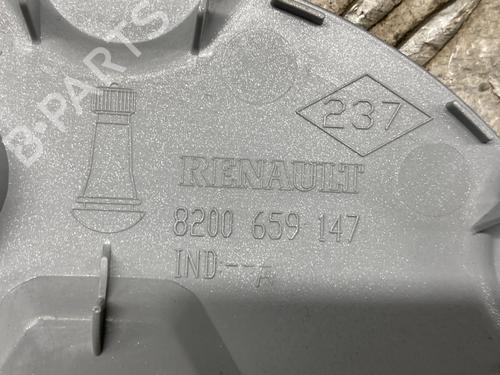 237
RENAULT
8200 659 147
IND:--A
B-PARTS